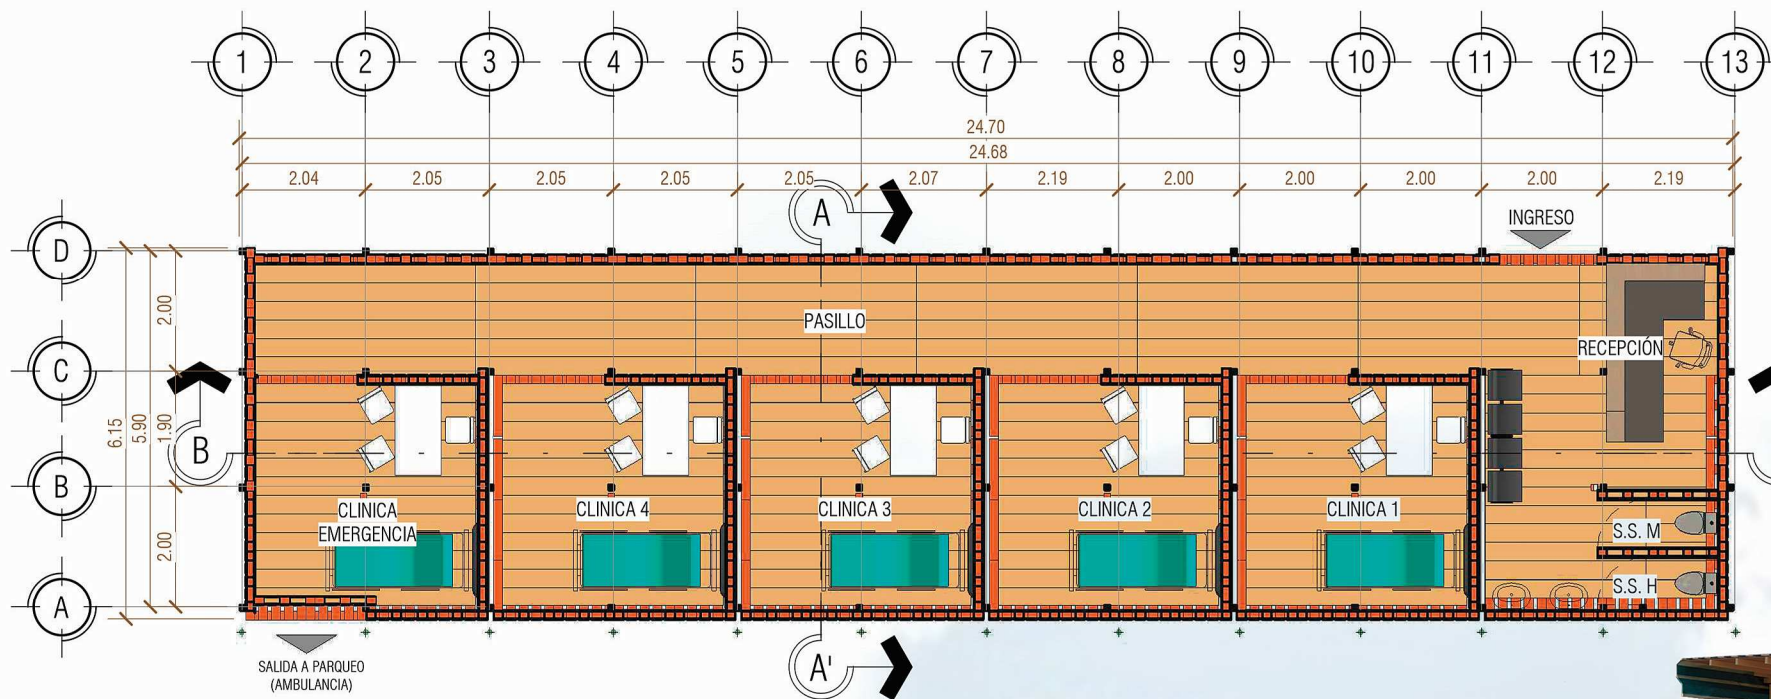 1 2 3 4 5 6 7 8 9 10 11 12 13
24.70
24.68
2.04 2.05 2.05 2.05 2.05 2.07 2.19 2.00 2.00 2.00 2.00 2.19
A
INGRESO
D
2.00
PASILLO
RECEPCIÓN
C
6.15 5.90 1.90
B
B
CLINICA
EMERGENCIA
CLINICA 4
CLINICA 3
CLINICA 2
CLINICA 1
S.S. M
2.00
S.S. H
A
SALIDA A PARQUEO
(AMBULANCIA)
A'